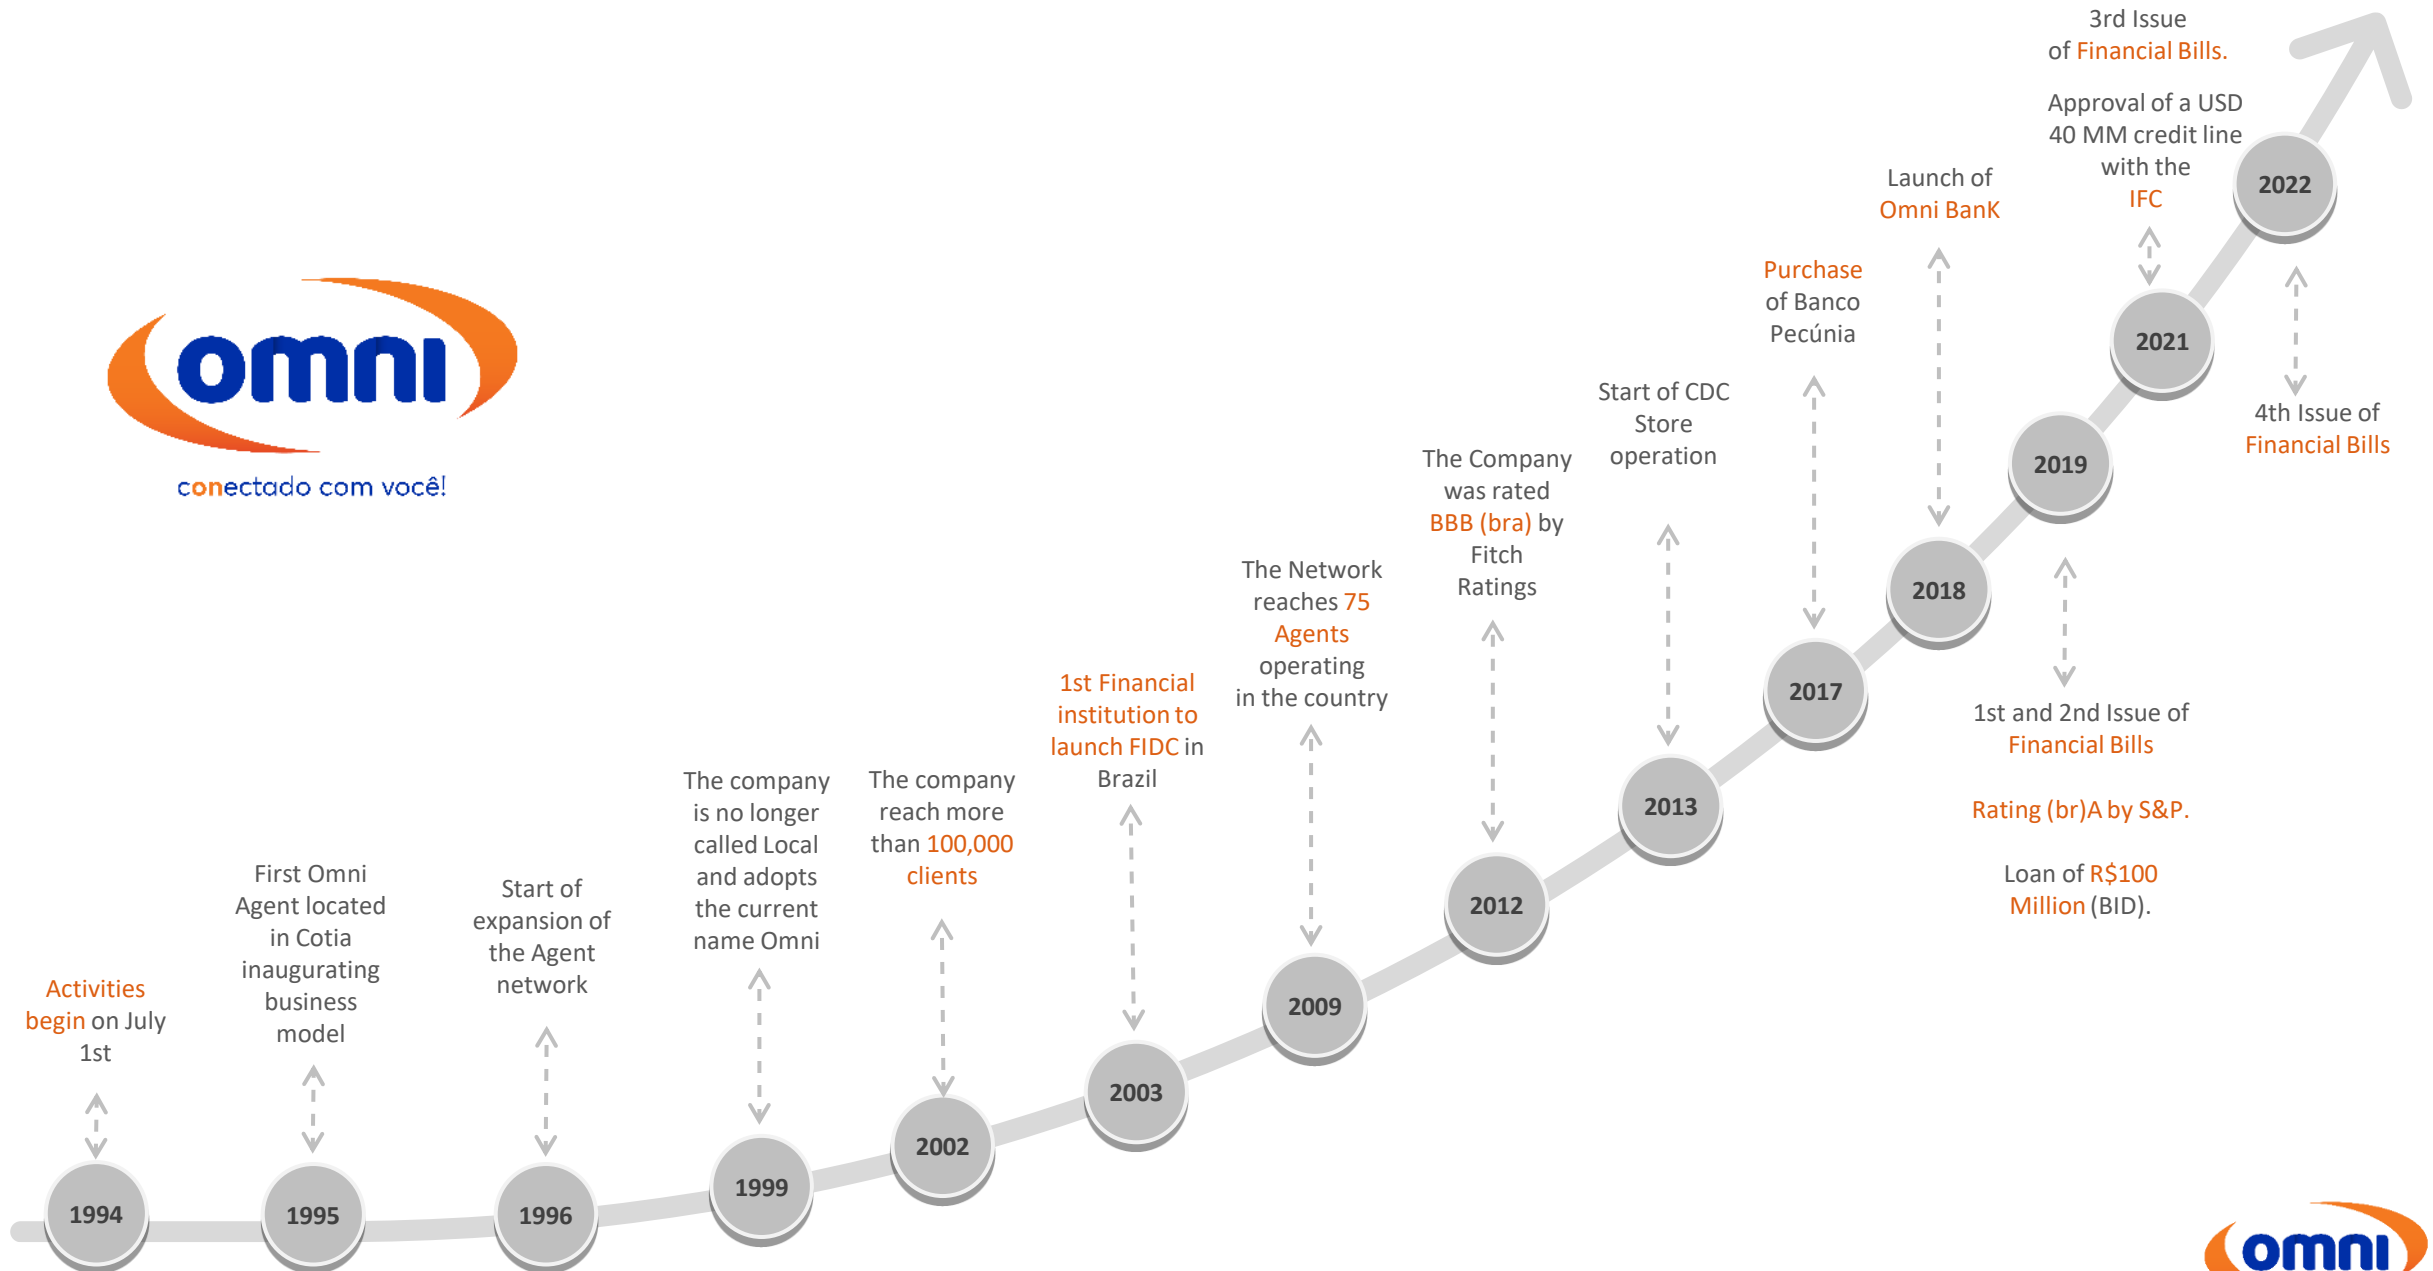 omni
conectado com você!
Activities
begin on July
1st
1994
First Omni
Agent located
in Cotia
inaugurating
business
model
1995
Start of
expansion of
the Agent
network
1996
The company
is no longer
called Local
and adopts
the current
name Omni
1999
The company
reach more
than 100,000
clients
2002
1st Financial
institution to
launch FIDC in
Brazil
2003
The Network
reaches 75
Agents
operating
in the country
2009
The Company
was rated
BBB (bra) by
Fitch
Ratings
2012
Start of CDC
Store
operation
2013
Purchase
of Banco
Pecúnia
2017
Launch of
Omni BanK
2018
2019
1st and 2nd Issue of
Financial Bills
Rating (br)A by S&P.
Loan of R$100
Million (BID).
3rd Issue
of Financial Bills.
Approval of a USD
40 MM credit line
with the
IFC
2021
2022
4th Issue of
Financial Bills
omni